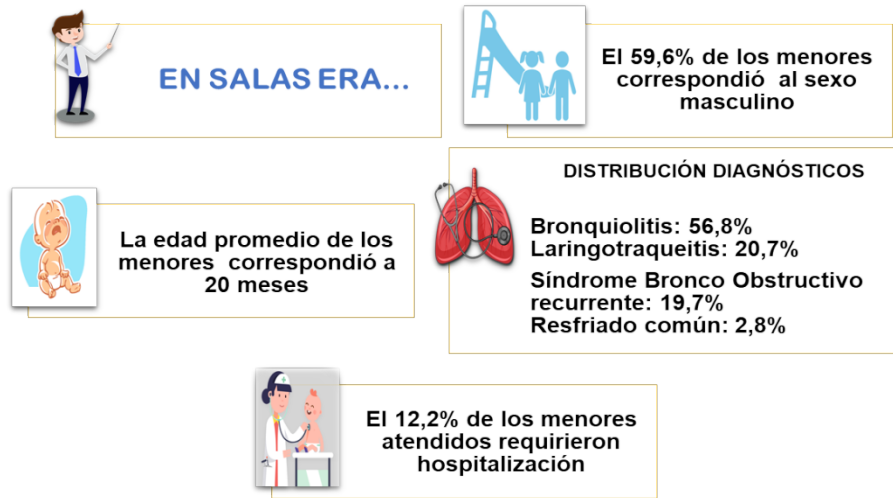 EN SALAS ERA...
El 59,6% de los menores
correspondió al sexo
masculino
La edad promedio de los
menores correspondió a
20 meses
DISTRIBUCIÓN DIAGNÓSTICOS
Bronquiolitis: 56,8%
Laringotraqueitis: 20,7%
Síndrome Bronco Obstructivo
recurrente: 19,7%
Resfriado común: 2,8%
El 12,2% de los menores
atendidos requirieron
hospitalización